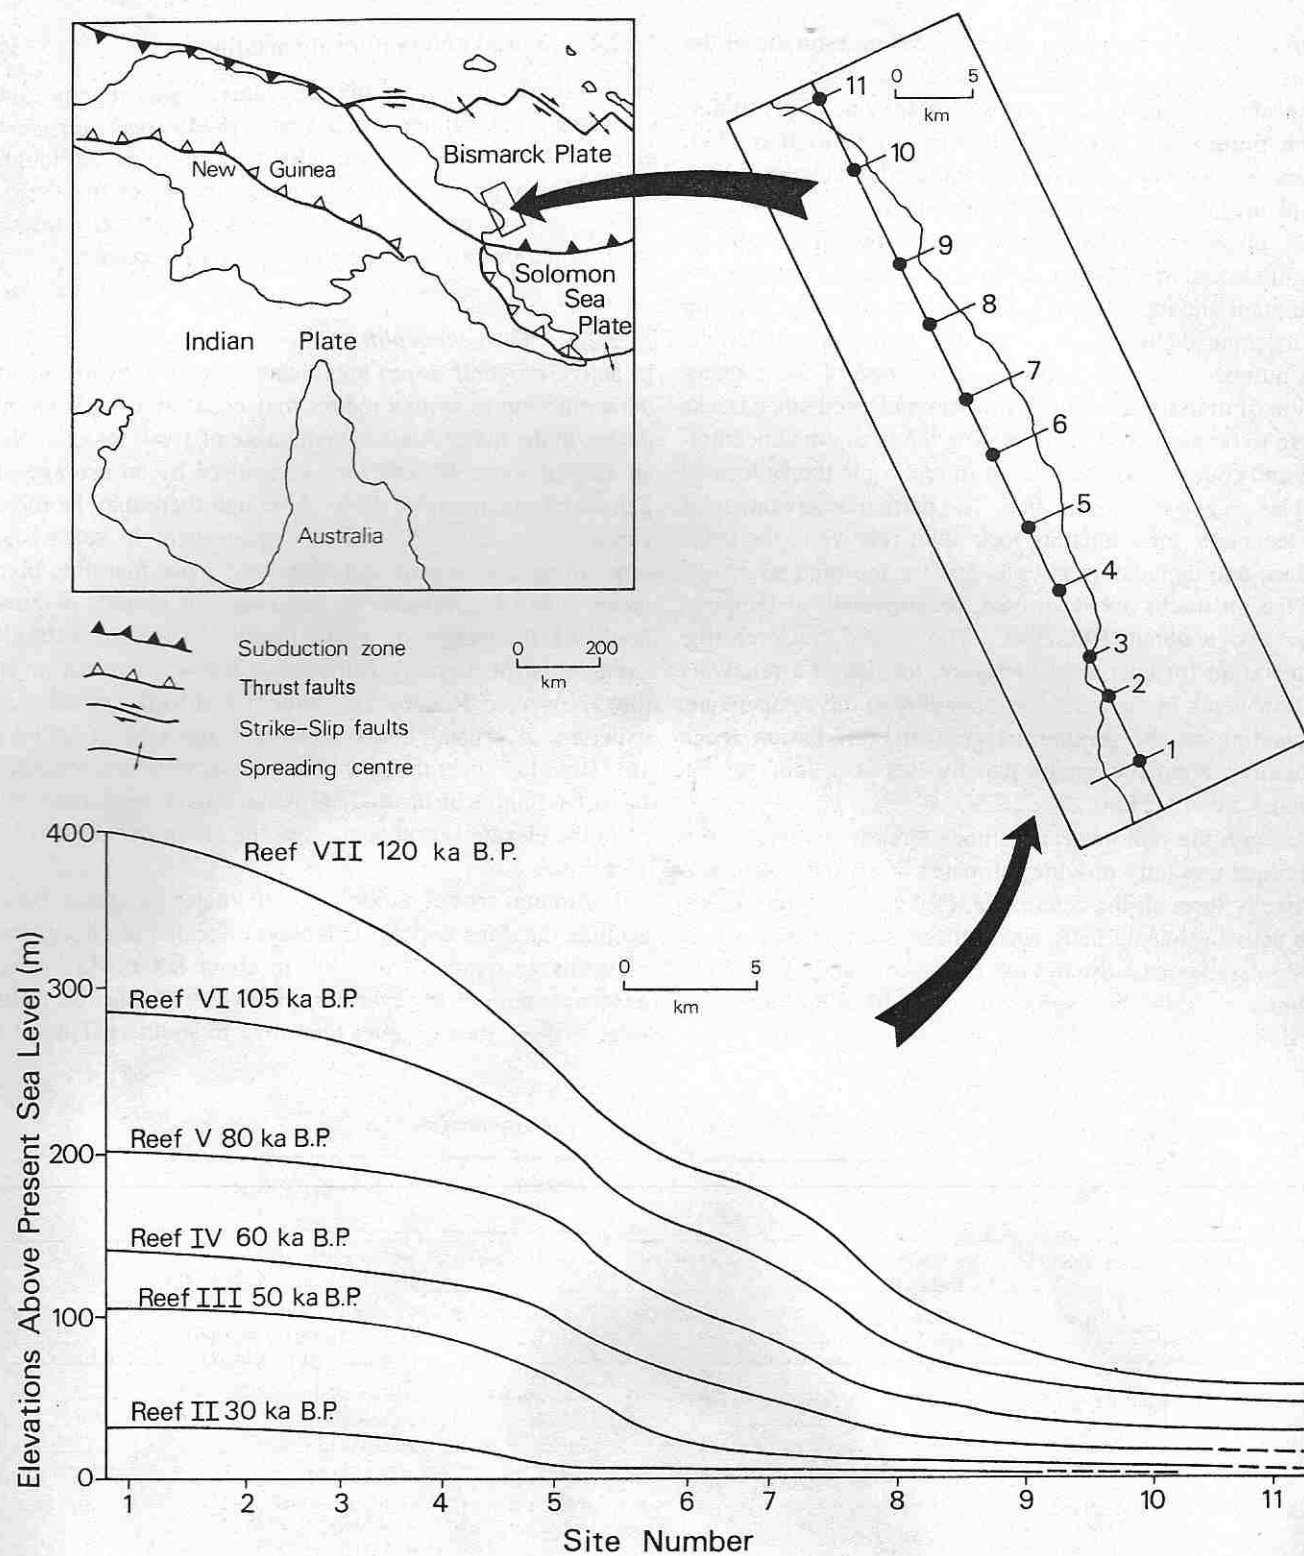 Bismarck Plate
New Guinea
Solomon
Sea
Plate
Indian Plate
Australia
11
0 5
km
10
9
8
7
6
5
4
3
2
1
Subduction zone
Thrust faults
Strike-Slip faults
Spreading centre
0 200
km
Elevations Above Present Sea Level (m)
400
300
200
100
0
Reef VII 120 ka B.P.
Reef VI 105 ka B.P.
Reef V 80 ka B.P.
Reef IV 60 ka B.P.
Reef III 50 ka B.P.
Reef II 30 ka B.P.
0 5
km
1 2 3 4 5 6 7 8 9 10 11
Site Number